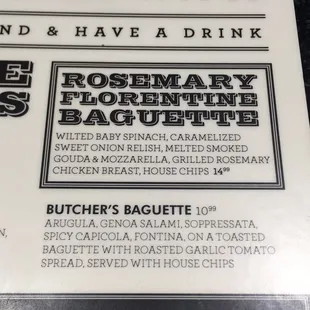 ND & HAVE A DRINK
E
S
ROSEMARY
FLORENTINE
BAGUETTE
WILTED BABY SPINACH, CARAMELIZED
SWEET ONION RELISH, MELTED SMOKED
GOUDA & MOZZARELLA, GRILLED ROSEMARY
CHICKEN BREAST, HOUSE CHIPS 14.99
BUTCHER'S BAGUETTE 10.99
ARUGULA, GENOA SALAMI, SOPPRESSATA,
SPICY CAPICOLA, FONTINA, ON A TOASTED
BAGUETTE WITH ROASTED GARLIC TOMATO
SPREAD, SERVED WITH HOUSE CHIPS
N,